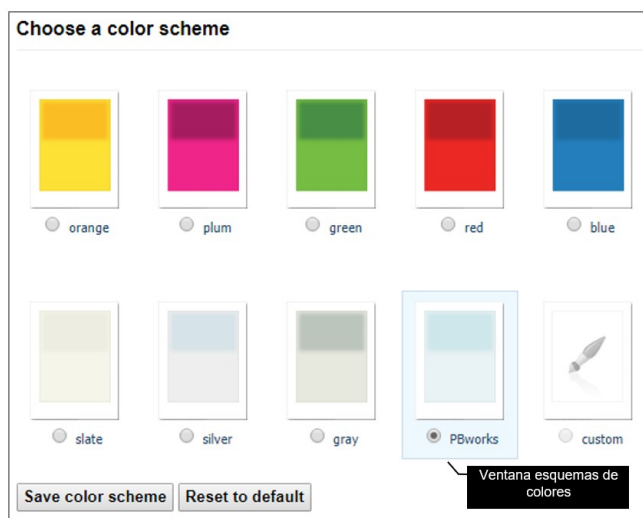 Choose a color scheme
orange
plum
green
red
blue
slate
silver
gray
PBworks
custom
Ventana esquemas de
colores
Save color scheme
Reset to default